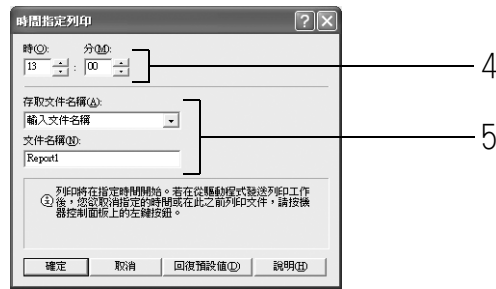 時間指定列印
時(O): 分(M):
13 : 00
4
存取文件名稱(A):
輸入文件名稱
5
文件名稱(N):
Report1
列印將在指定時間開始。若在從驅動程式發送列印工作
後，您欲取消指定的時間或在此之前列印文件，請按機
器控制面板上的左鍵按鈕。
確定 取消 回復預設值(D) 說明(H)